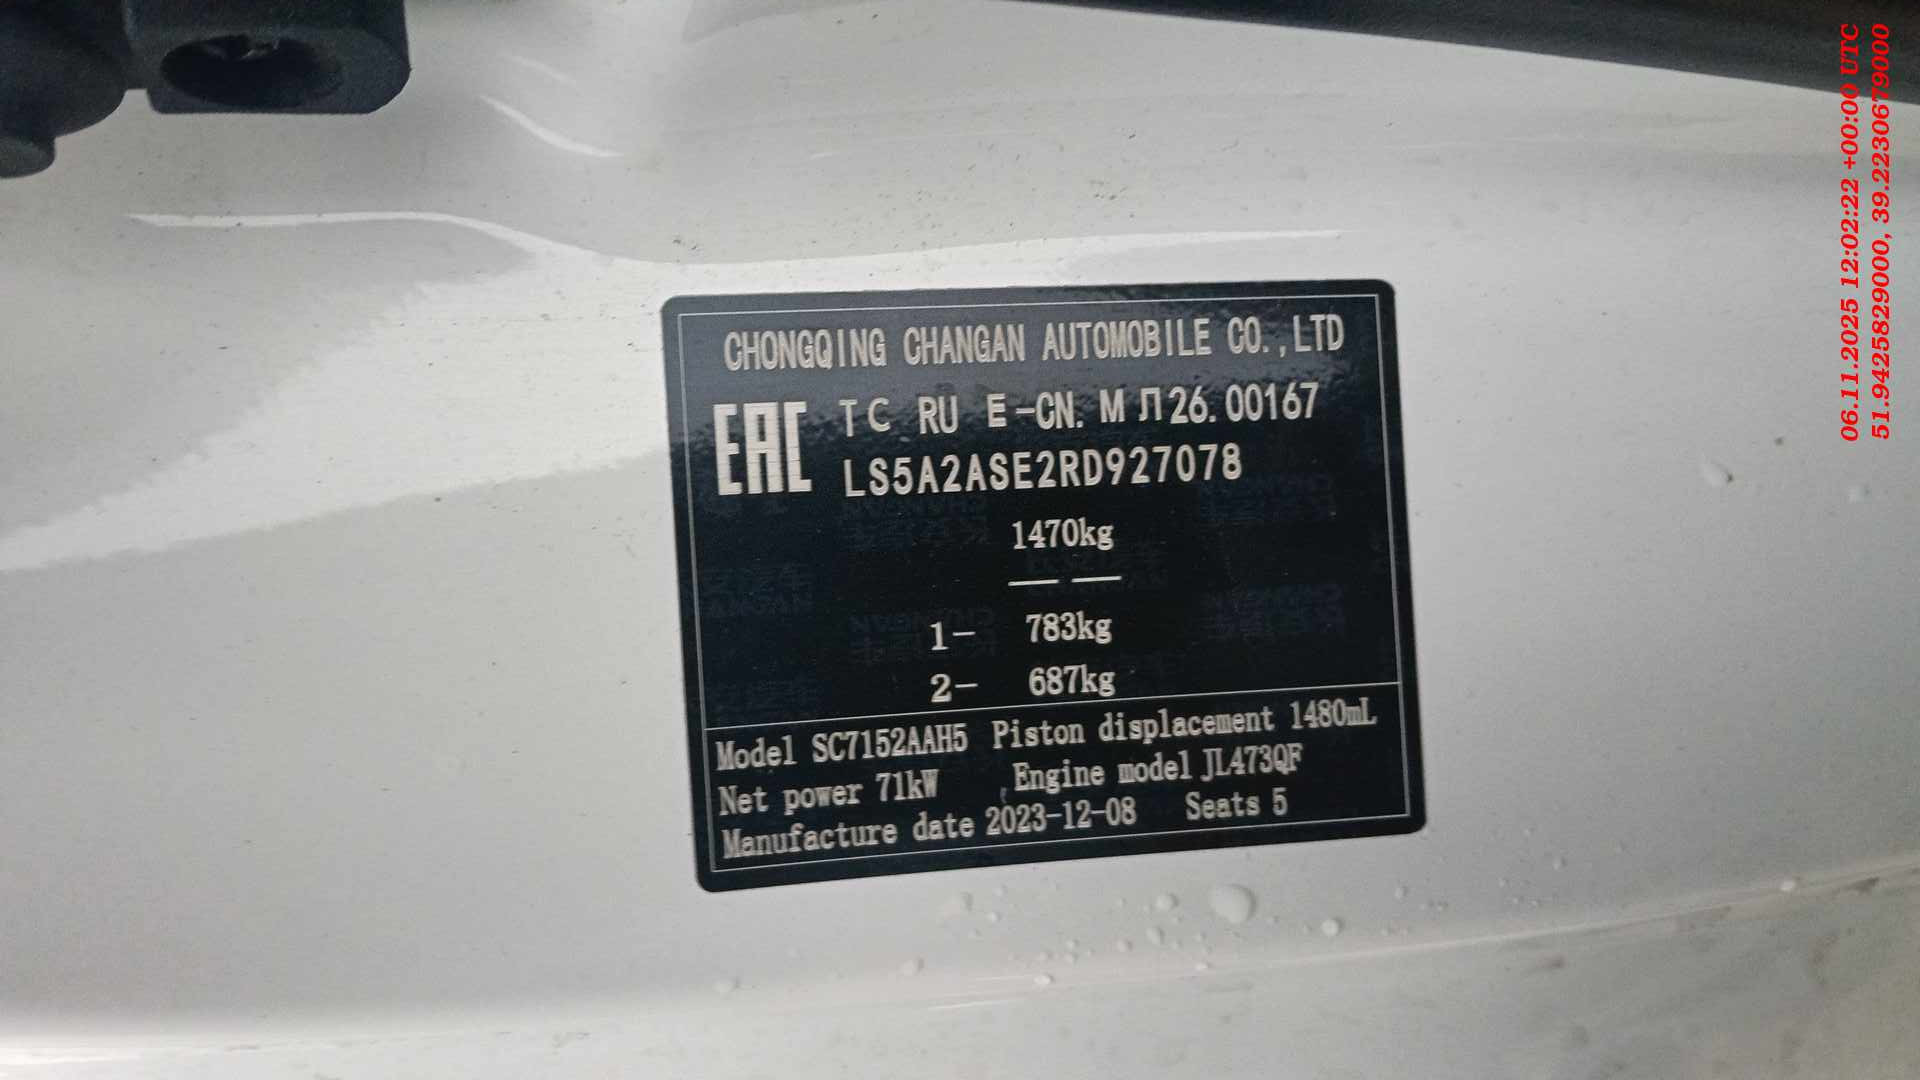 CHONGQING CHANGAN AUTOMOBILE CO.,LTD
EAC
ТС RU Е-CN.МЛ26.00167
LS5A2ASE2RD927078
1470kg
— —
1- 783kg
2- 687kg
Model SC7152AAH5 Piston displacement 1480mL
Net power 71kW Engine model JL473QF
Manufacture date 2023-12-08 Seats 5
06.11.2025 12:02:22 +00:00 UTC
51.9425829000, 39.2230679000